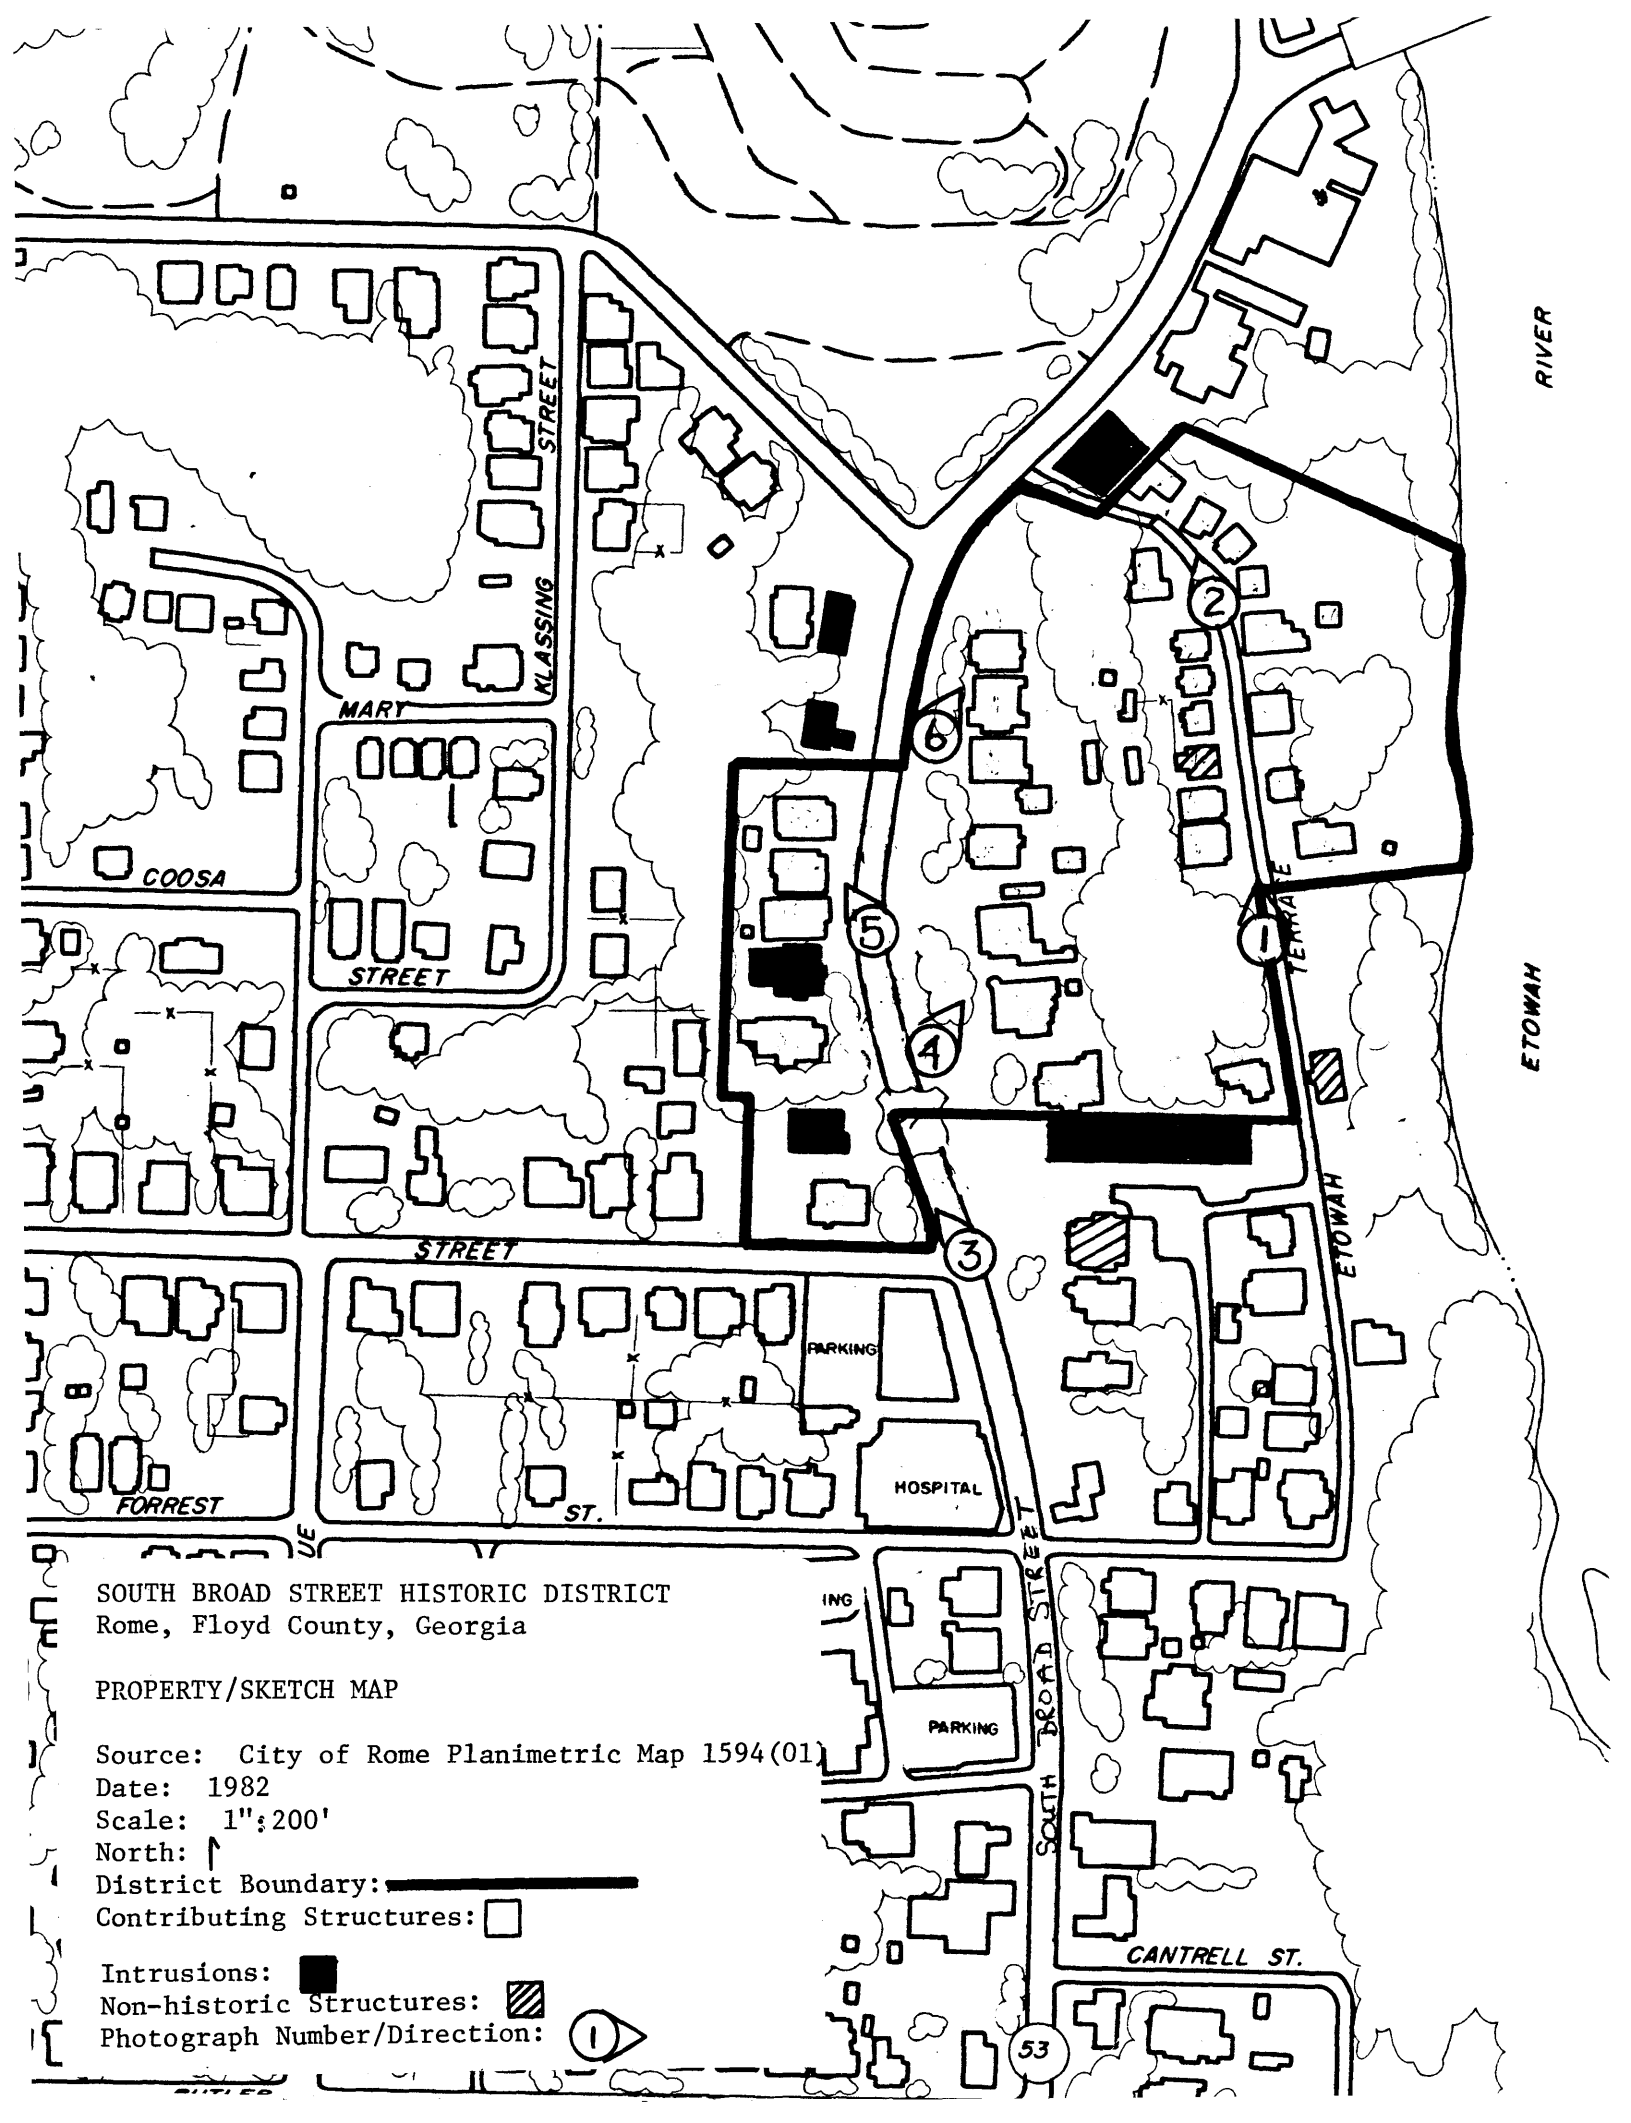 RIVER
STREET
2
KLASSING
MARY
6
COOSA
TERRACE
5
1
STREET
ETOWAH
4
ETOWAH
STREET
3
PARKING
HOSPITAL
FORREST
ST.
UE
STREET
SOUTH BROAD STREET HISTORIC DISTRICT
Rome, Floyd County, Georgia
ING
PROPERTY/SKETCH MAP
SOUTH BROAD
PARKING
Source: City of Rome Planimetric Map 1594(01)
Date: 1982
Scale: 1":200'
North:
District Boundary:
Contributing Structures:
CANTRELL ST.
Intrusions:
Non-historic Structures:
Photograph Number/Direction: 1
53
BUTLER